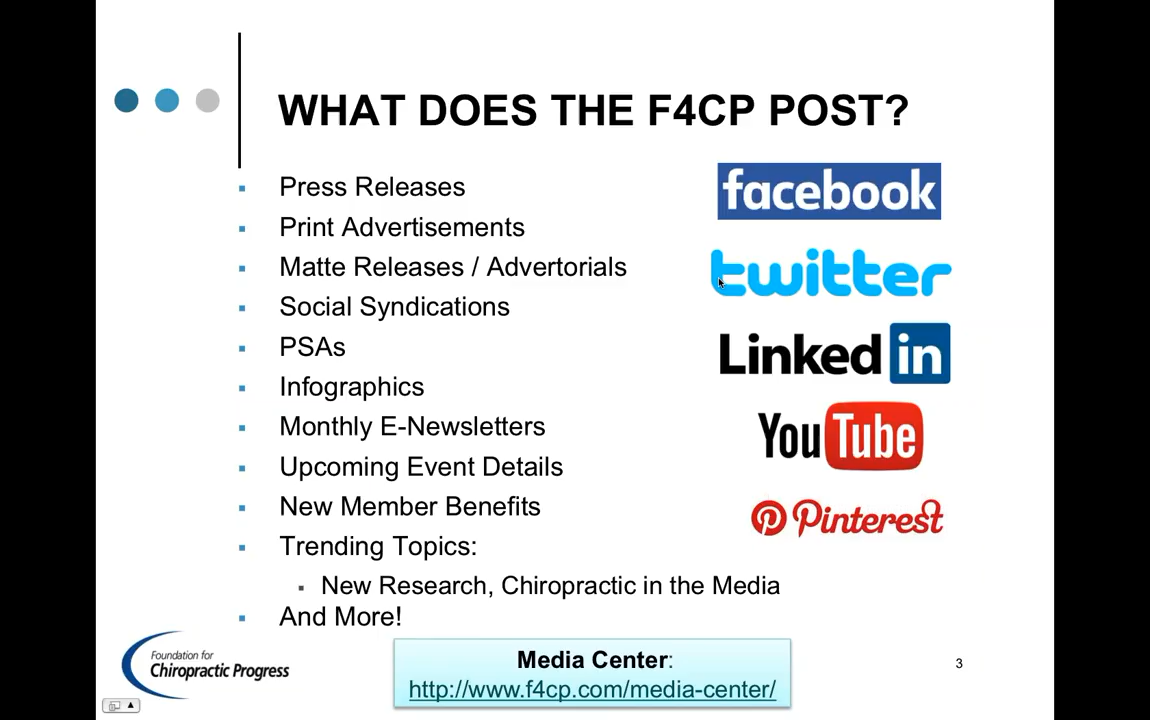 WHAT DOES THE F4CP POST?
Press Releases
Print Advertisements
Matte Releases / Advertorials
Social Syndications
PSAs
Infographics
Monthly E-Newsletters
Upcoming Event Details
New Member Benefits
Trending Topics:
New Research, Chiropractic in the Media
And More!
facebook
twitter
Linked in
YouTube
Pinterest
Foundation for
Chiropractic Progress
Media Center:
http://www.f4cp.com/media-center/
3